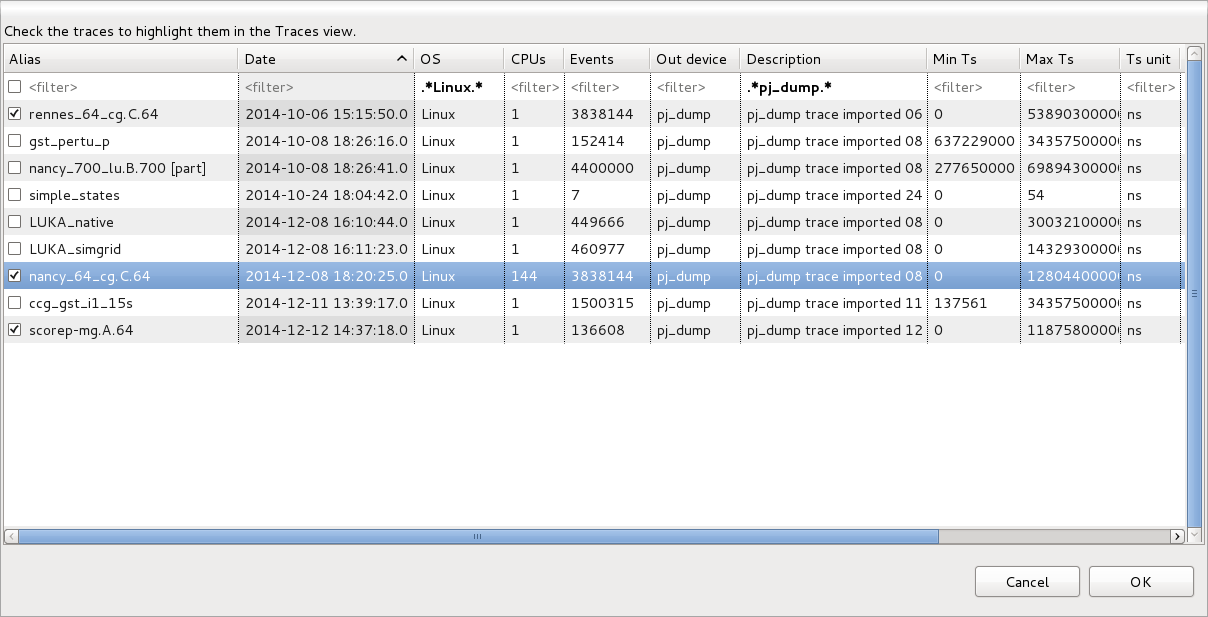 Check the traces to highlight them in the Traces view.
Alias Date OS CPUs Events Out device Description Min Ts Max Ts Ts unit
<filter> <filter> .*Linux.* <filter> <filter> <filter> .*pj_dump.* <filter> <filter> <filter>
rennes_64_cg.C.64 2014-10-06 15:15:50.0 Linux 1 3838144 pj_dump pj_dump trace imported 06 0 5389030000 ns
gst_pertu_p 2014-10-08 18:26:16.0 Linux 1 152414 pj_dump pj_dump trace imported 08 637229000 3435750000 ns
nancy_700_lu.B.700 [part] 2014-10-08 18:26:41.0 Linux 1 4400000 pj_dump pj_dump trace imported 08 277650000 6989430000 ns
simple_states 2014-10-24 18:04:42.0 Linux 1 7 pj_dump pj_dump trace imported 24 0 54 ns
LUKA_native 2014-12-08 16:10:44.0 Linux 1 449666 pj_dump pj_dump trace imported 08 0 3003210000 ns
LUKA_simgrid 2014-12-08 16:11:23.0 Linux 1 460977 pj_dump pj_dump trace imported 08 0 1432930000 ns
nancy_64_cg.C.64 2014-12-08 18:20:25.0 Linux 144 3838144 pj_dump pj_dump trace imported 08 0 1280440000 ns
ccg_gst_i1_15s 2014-12-11 13:39:17.0 Linux 1 1500315 pj_dump pj_dump trace imported 11 137561 3435750000 ns
scorep-mg.A.64 2014-12-12 14:37:18.0 Linux 1 136608 pj_dump pj_dump trace imported 12 0 1187580000 ns
Cancel OK